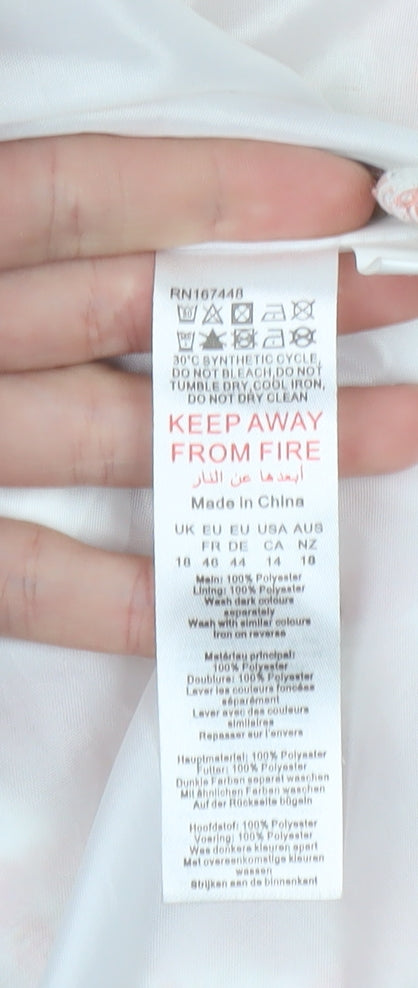 RN167448
30°C SYNTHETIC CYCLE,
DO NOT BLEACH,DO NOT
TUMBLE DRY,COOL IRON,
DO NOT DRY CLEAN
KEEP AWAY
FROM FIRE
أبعدها عن النار
Made in China
UK EU EU USA AUS
FR DE CA NZ
18 46 44 14 18
Main: 100% Polyester
Lining: 100% Polyester
Wash dark colours
separately
Wash with similar colours
Iron on reverse
Matériau principal:
100% Polyester
Doublure: 100% Polyester
Laver les couleurs foncées
séparément
Laver avec des couleurs
similaires
Repasser sur l'envers
Hauptmaterial: 100% Polyester
Futter: 100% Polyester
Dunkle Farben separat waschen
Mit ähnlichen Farben waschen
Auf der Rückseite bügeln
Hoofdstof: 100% Polyester
Voering: 100% Polyester
Was donkere kleuren apart
Met overeenkomstige kleuren
wassen
Strijken aan de binnenkant